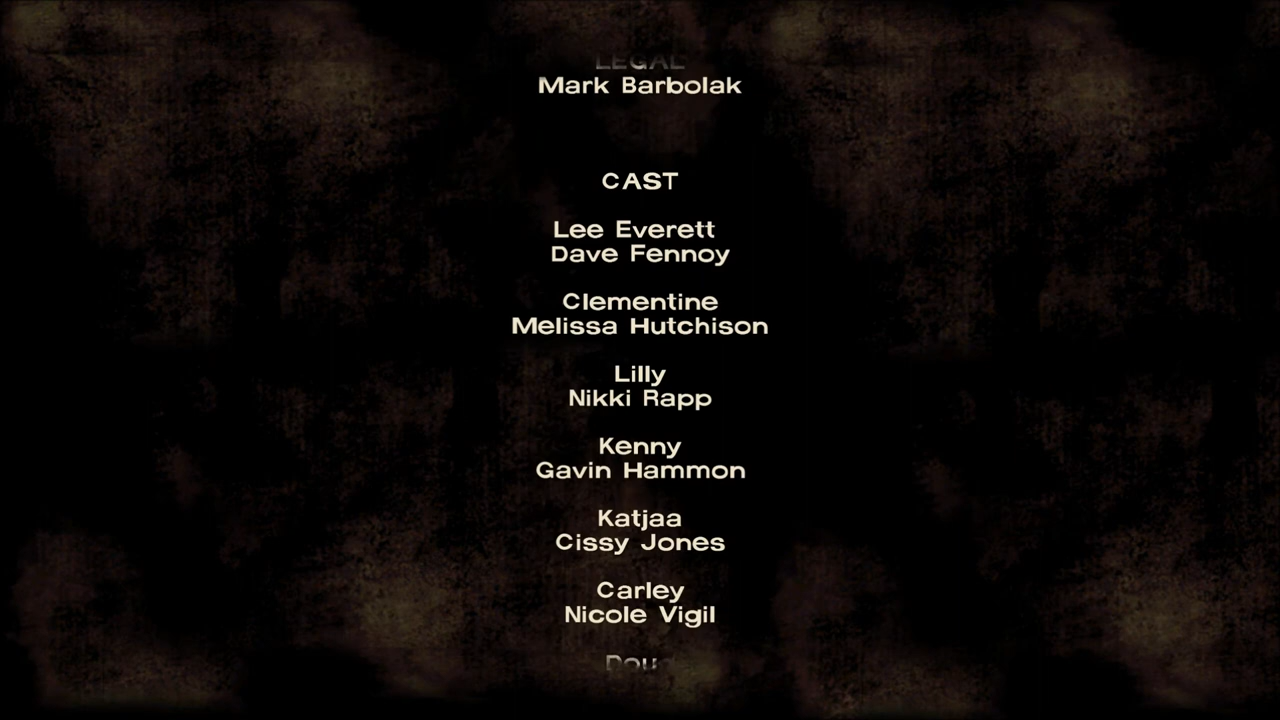 LEGAL
Mark Barbolak
CAST
Lee Everett
Dave Fennoy
Clementine
Melissa Hutchison
Lilly
Nikki Rapp
Kenny
Gavin Hammon
Katjaa
Cissy Jones
Carley
Nicole Vigil